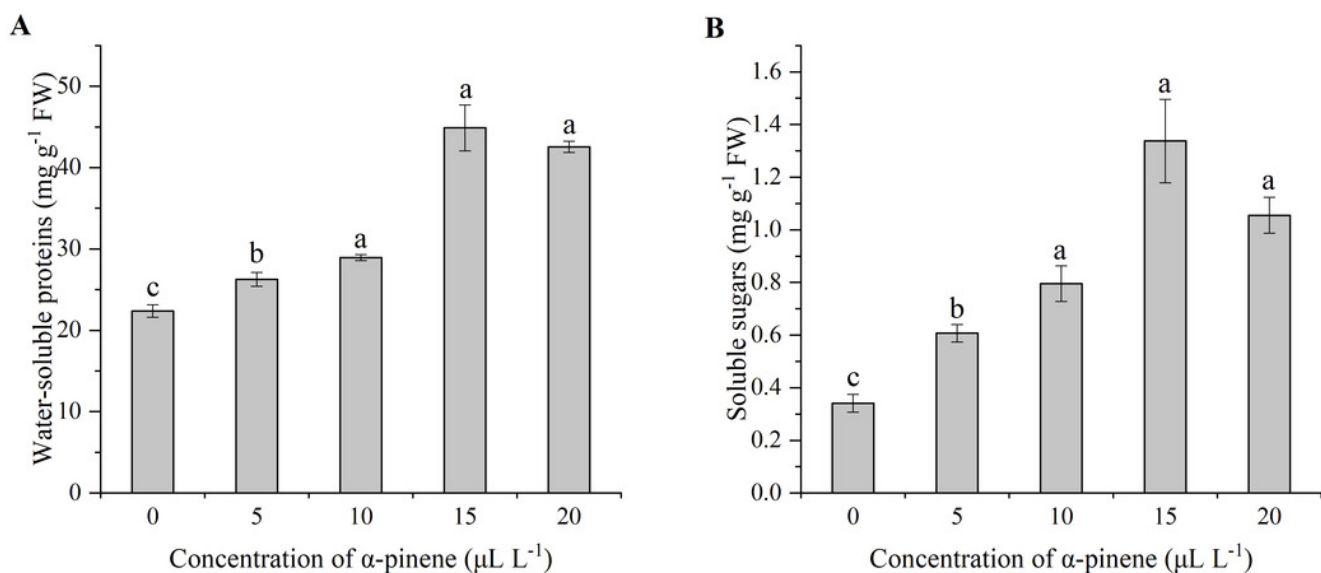 A
Water-soluble proteins (mg g⁻¹ FW)
50
40
30
20
10
0
c
b
a
a
a
0 5 10 15 20
Concentration of α-pinene (μL L⁻¹)
B
Soluble sugars (mg g⁻¹ FW)
1.6
1.4
1.2
1.0
0.8
0.6
0.4
0.2
0.0
c
b
a
a
a
0 5 10 15 20
Concentration of α-pinene (μL L⁻¹)